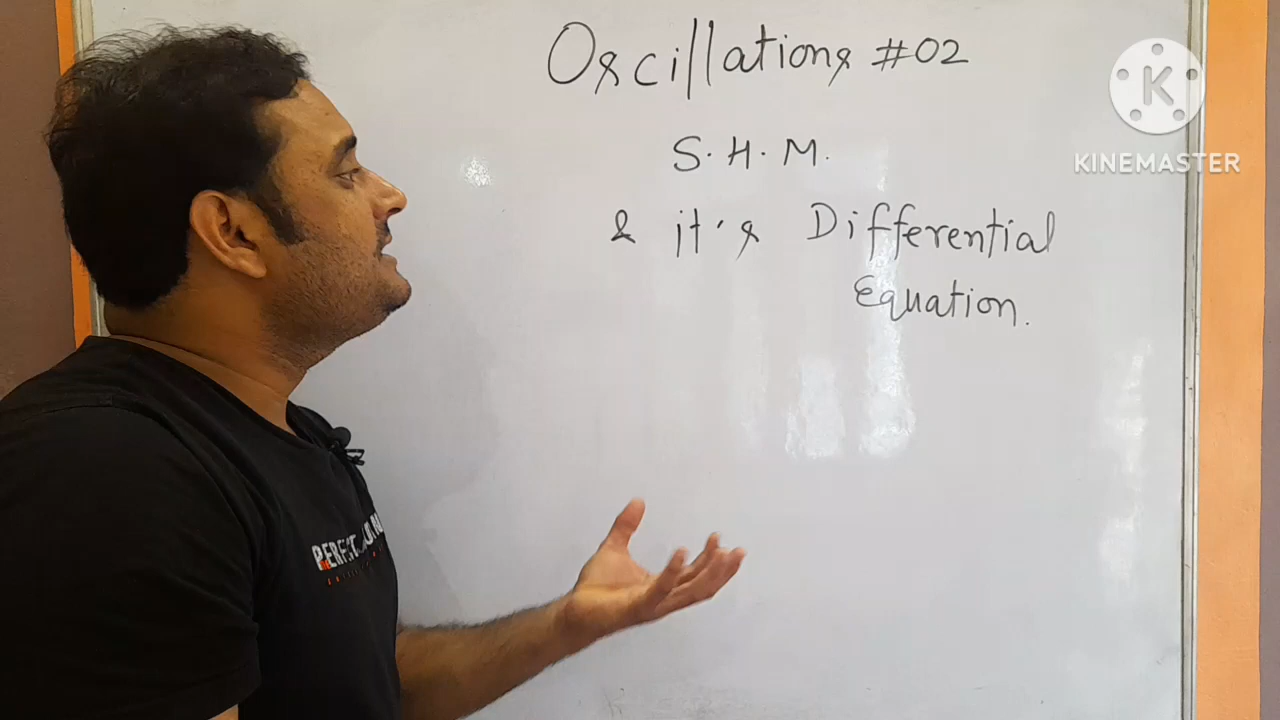 Oscillations #02
S.H.M.
& it's Differential
Equation.
K
KINEMASTER